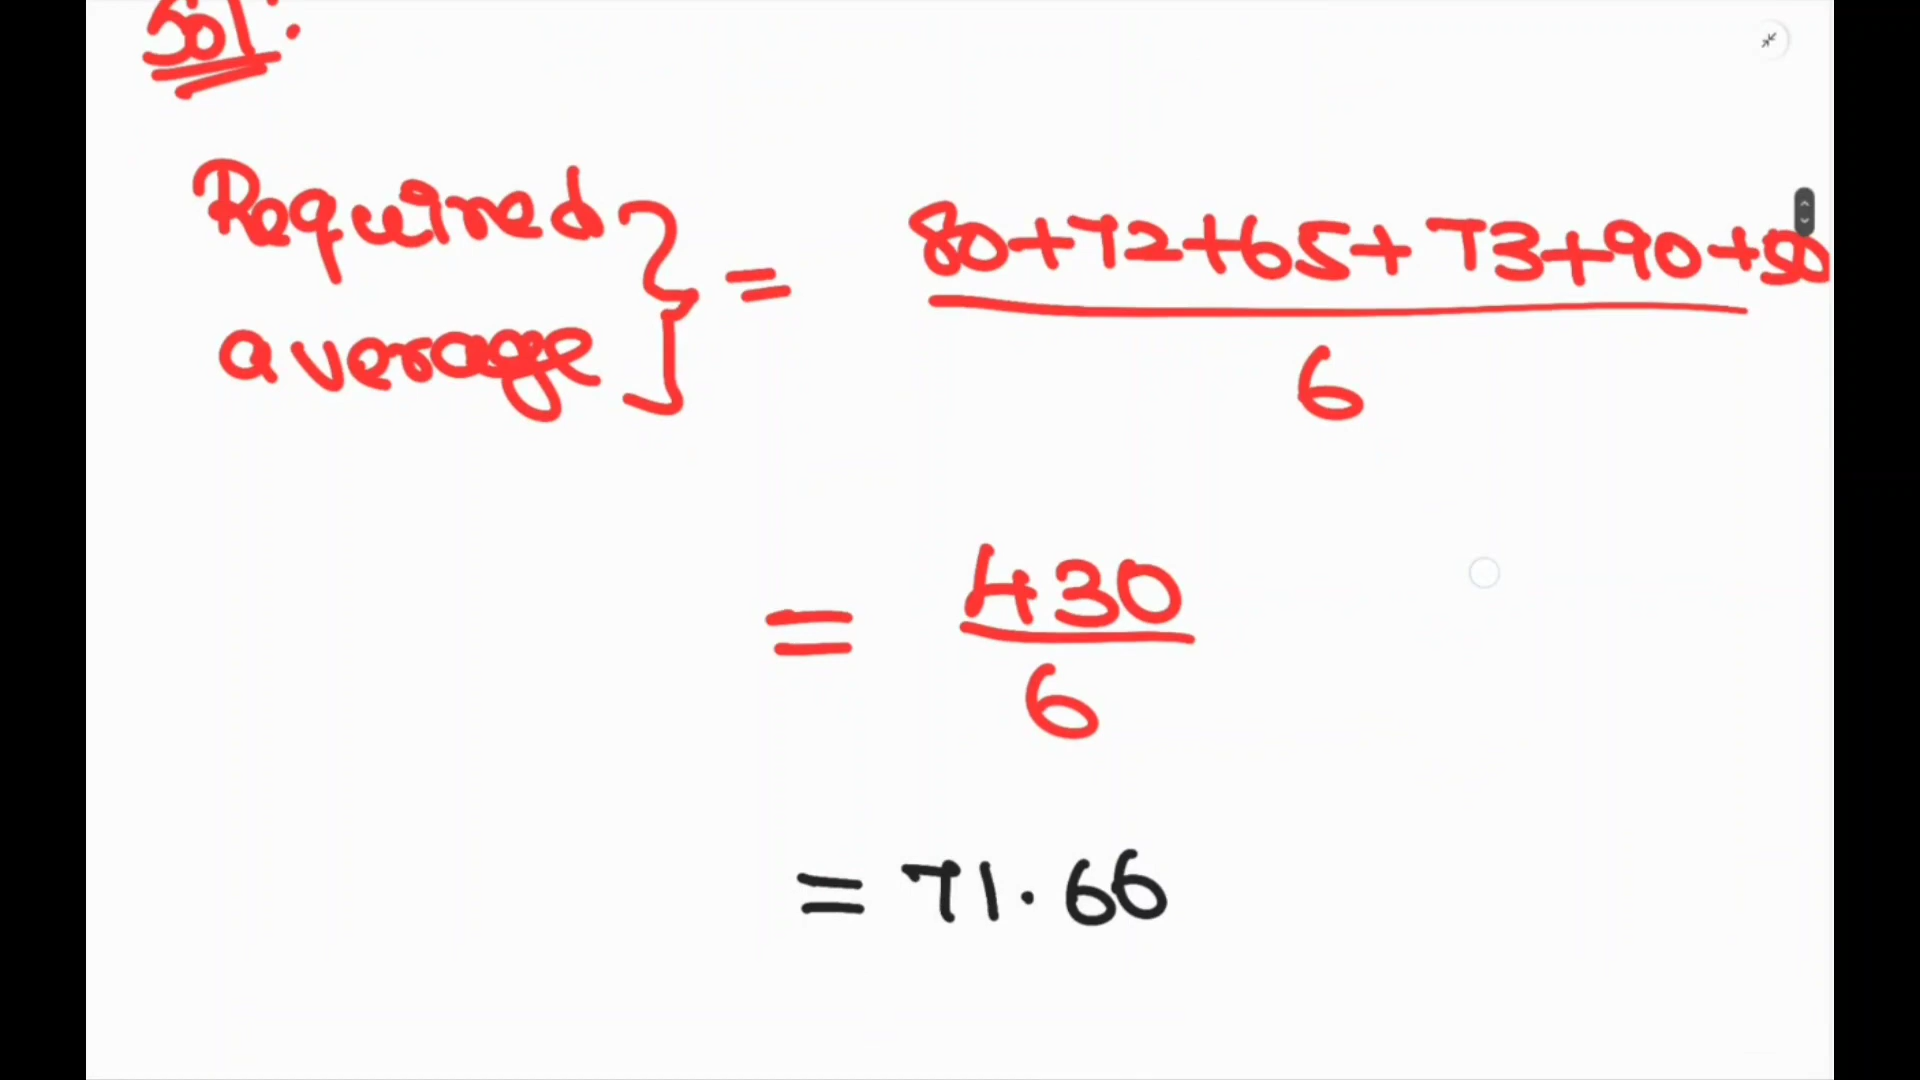 Sol:
Required
average } = 80+72+65+73+90+50
6
= 430
6
= 71.66